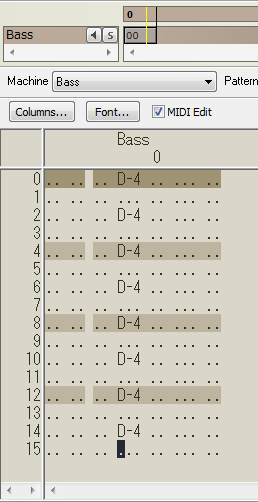 0
Bass S 00
Machine Bass Pattern
Columns... Font... MIDI Edit
Bass
0
0 .. .. .. D-4 .. .. ..
1 .. .. .. ... .. .. ..
2 .. .. .. D-4 .. .. ..
3 .. .. .. ... .. .. ..
4 .. .. .. D-4 .. .. ..
5 .. .. .. ... .. .. ..
6 .. .. .. D-4 .. .. ..
7 .. .. .. ... .. .. ..
8 .. .. .. D-4 .. .. ..
9 .. .. .. ... .. .. ..
10 .. .. .. D-4 .. .. ..
11 .. .. .. ... .. .. ..
12 .. .. .. D-4 .. .. ..
13 .. .. .. ... .. .. ..
14 .. .. .. D-4 .. .. ..
15 .. .. .. ... .. .. ..